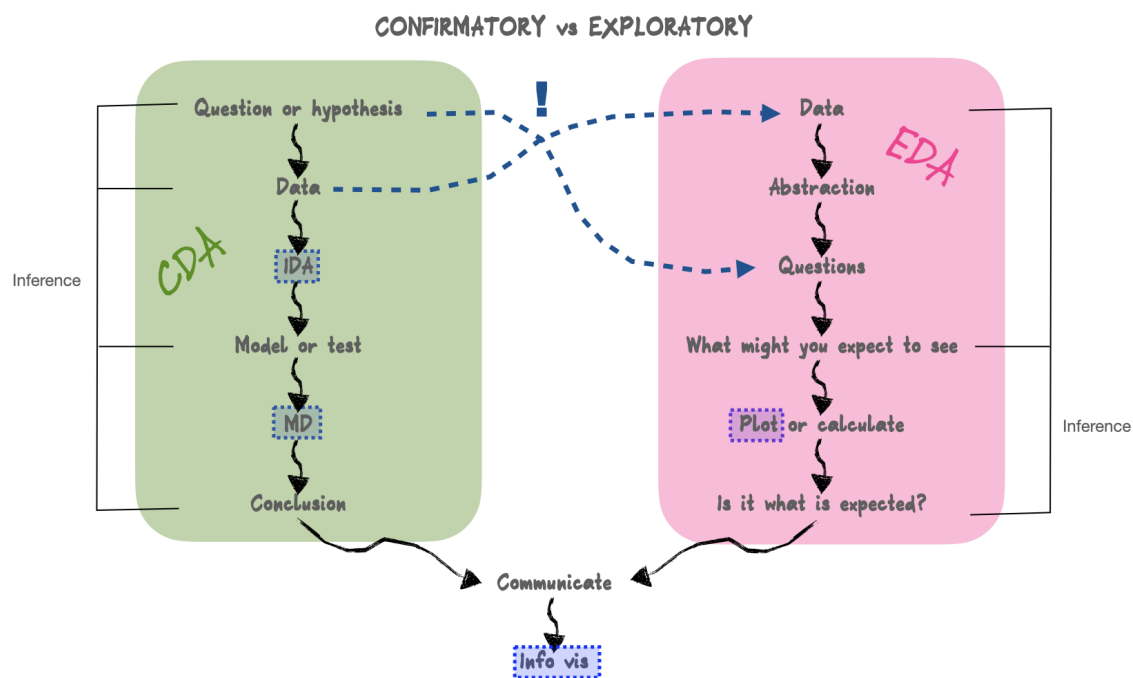 CONFIRMATORY vs EXPLORATORY
!
Question or hypothesis
Data
IDA
Model or test
MD
Conclusion
CDA
Inference
Data
Abstraction
Questions
What might you expect to see
Plot or calculate
Is it what is expected?
EDA
Inference
Communicate
Info vis